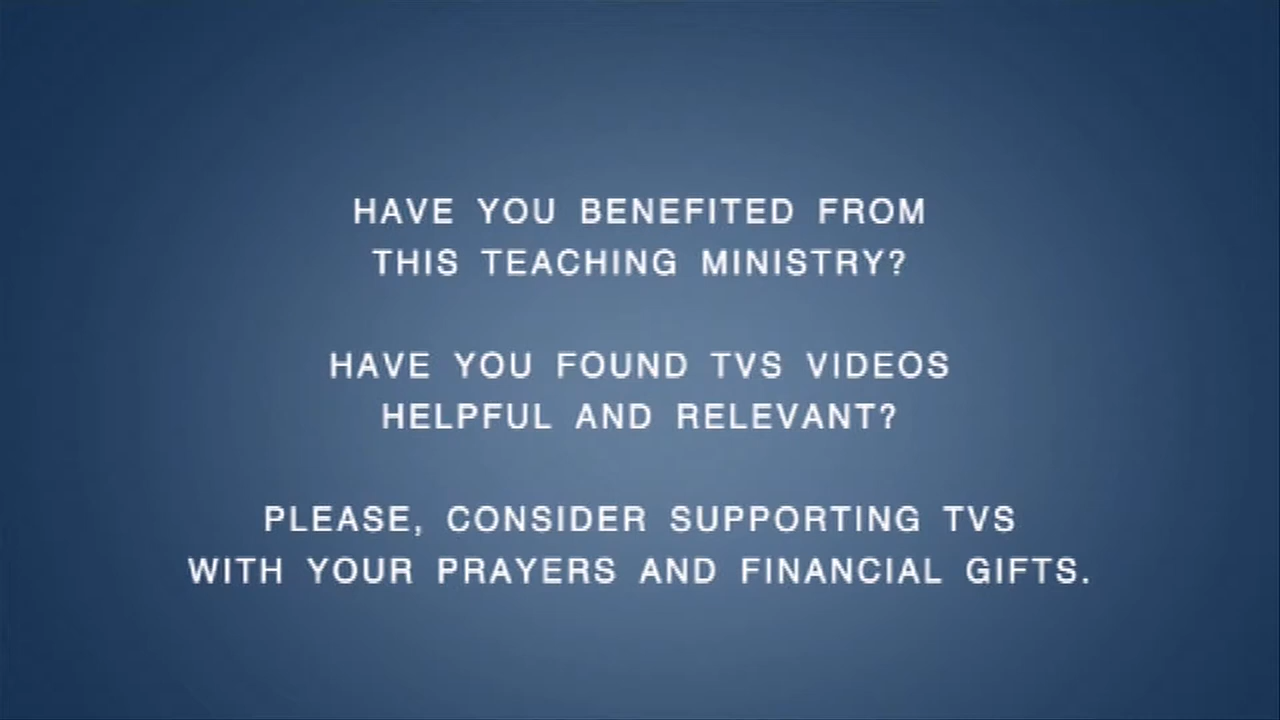 HAVE YOU BENEFITED FROM
THIS TEACHING MINISTRY?
HAVE YOU FOUND TVS VIDEOS
HELPFUL AND RELEVANT?
PLEASE, CONSIDER SUPPORTING TVS
WITH YOUR PRAYERS AND FINANCIAL GIFTS.